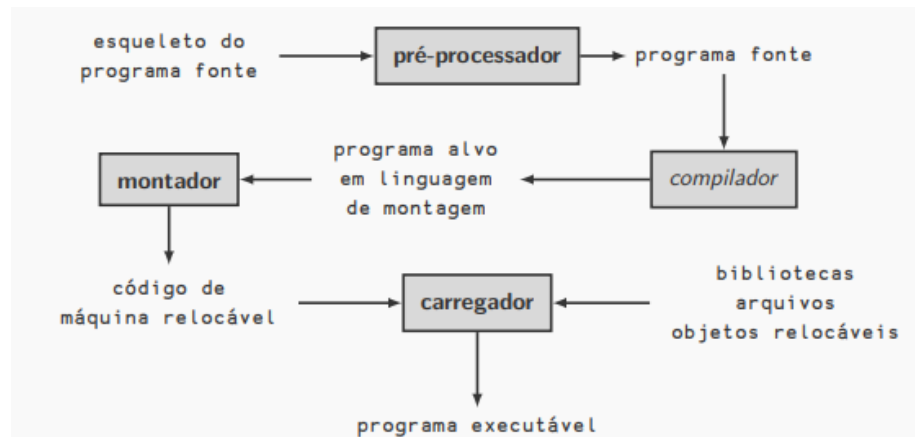 esqueleto do
programa fonte
pré-processador
programa fonte
compilador
programa alvo
em linguagem
de montagem
montador
código de
máquina relocável
carregador
bibliotecas
arquivos
objetos relocáveis
programa executável